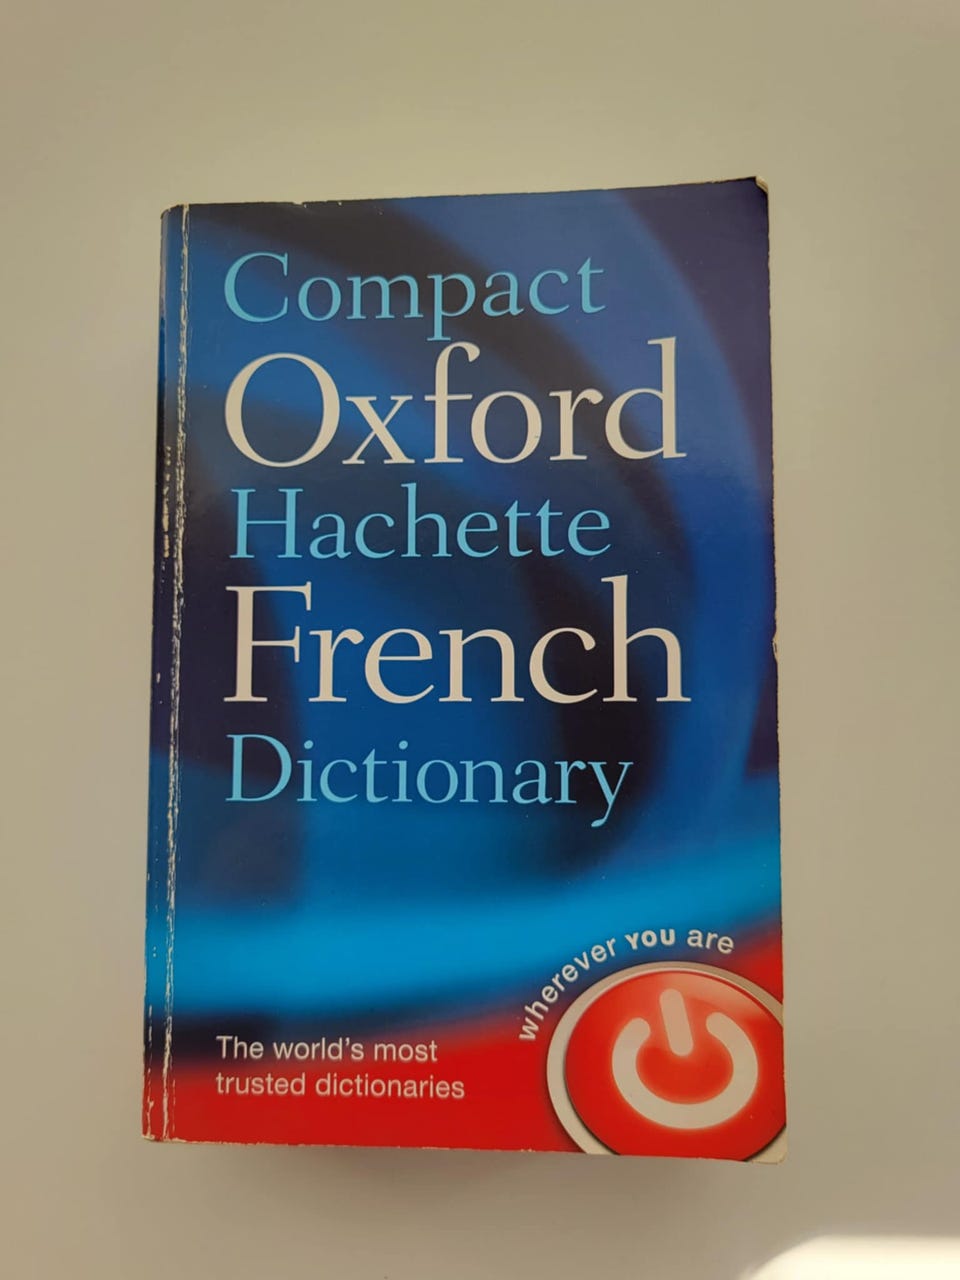 Compact
Oxford
Hachette
French
Dictionary
wherever YOU are
The world's most
trusted dictionaries